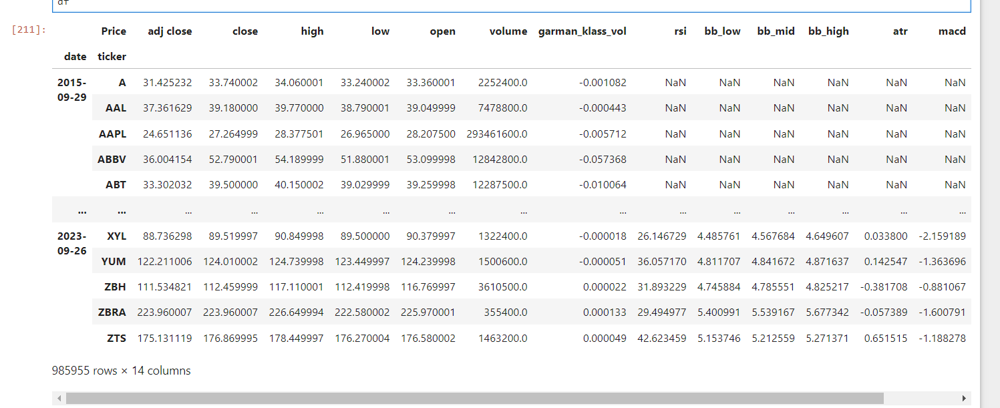 df
[211]:
Price adj close close high low open volume garman_klass_vol rsi bb_low bb_mid bb_high atr macd
date ticker
2015-09-29 A 31.425232 33.740002 34.060001 33.240002 33.360001 2252400.0 -0.001082 NaN NaN NaN NaN NaN NaN
AAL 37.361629 39.180000 39.770000 38.790001 39.049999 7478800.0 -0.000443 NaN NaN NaN NaN NaN NaN
AAPL 24.651136 27.264999 28.377501 26.965000 28.207500 293461600.0 -0.005712 NaN NaN NaN NaN NaN NaN
ABBV 36.004154 52.790001 54.189999 51.880001 53.099998 12842800.0 -0.057368 NaN NaN NaN NaN NaN NaN
ABT 33.302032 39.500000 40.150002 39.029999 39.259998 12287500.0 -0.010064 NaN NaN NaN NaN NaN NaN
... ... ... ... ... ... ... ... ... ... ... ... ... ... ...
2023-09-26 XYL 88.736298 89.519997 90.849998 89.500000 90.379997 1322400.0 -0.000018 26.146729 4.485761 4.567684 4.649607 0.033800 -2.159189
YUM 122.211006 124.010002 124.739998 123.449997 124.239998 1500600.0 -0.000051 36.057170 4.811707 4.841672 4.871637 0.142547 -1.363696
ZBH 111.534821 112.459999 117.110001 112.419998 116.769997 3610500.0 0.000022 31.893229 4.745884 4.785551 4.825217 -0.381708 -0.881067
ZBRA 223.960007 223.960007 226.649994 222.580002 225.970001 355400.0 0.000133 29.494977 5.400991 5.539167 5.677342 -0.057389 -1.600791
ZTS 175.131119 176.869995 178.449997 176.270004 176.580002 1463200.0 0.000049 42.623459 5.153746 5.212559 5.271371 0.651515 -1.188278
985955 rows × 14 columns